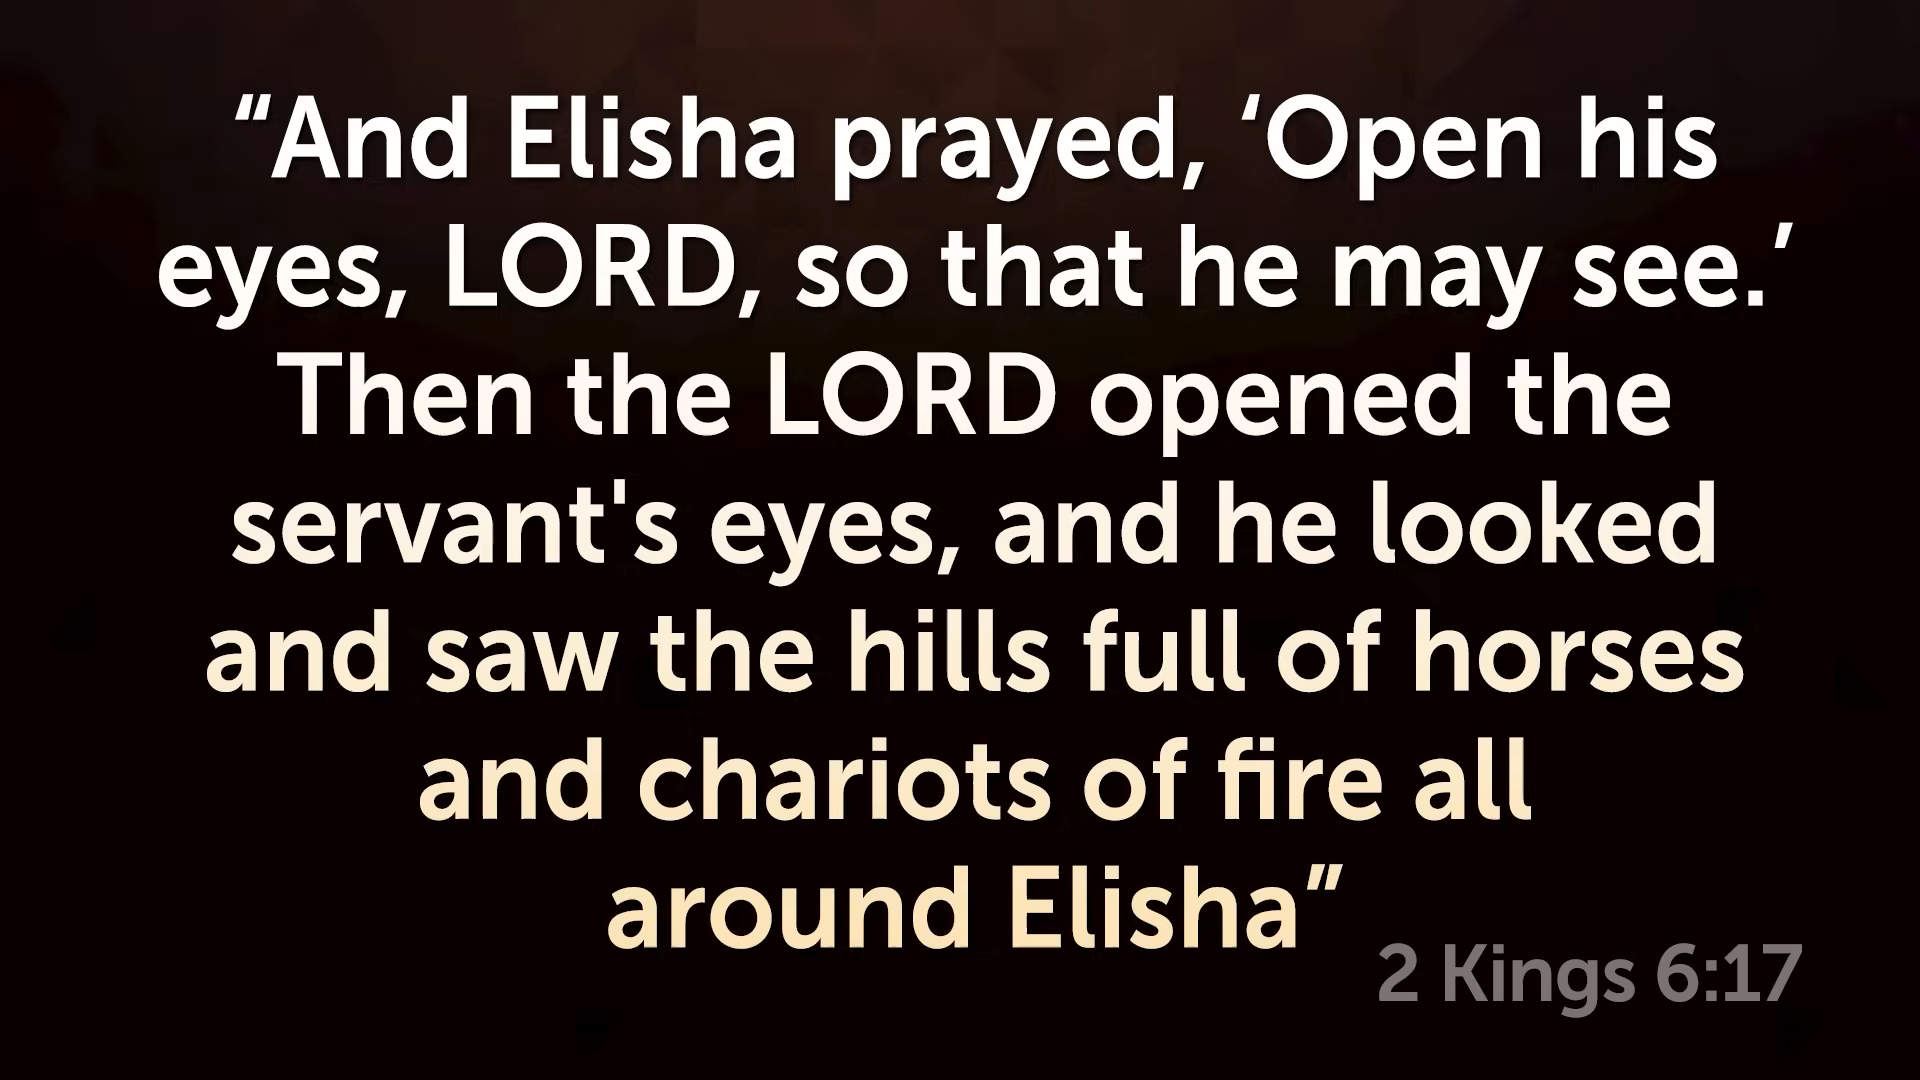 “And Elisha prayed, ‘Open his
eyes, LORD, so that he may see.’
Then the LORD opened the
servant's eyes, and he looked
and saw the hills full of horses
and chariots of fire all
around Elisha”
2 Kings 6:17